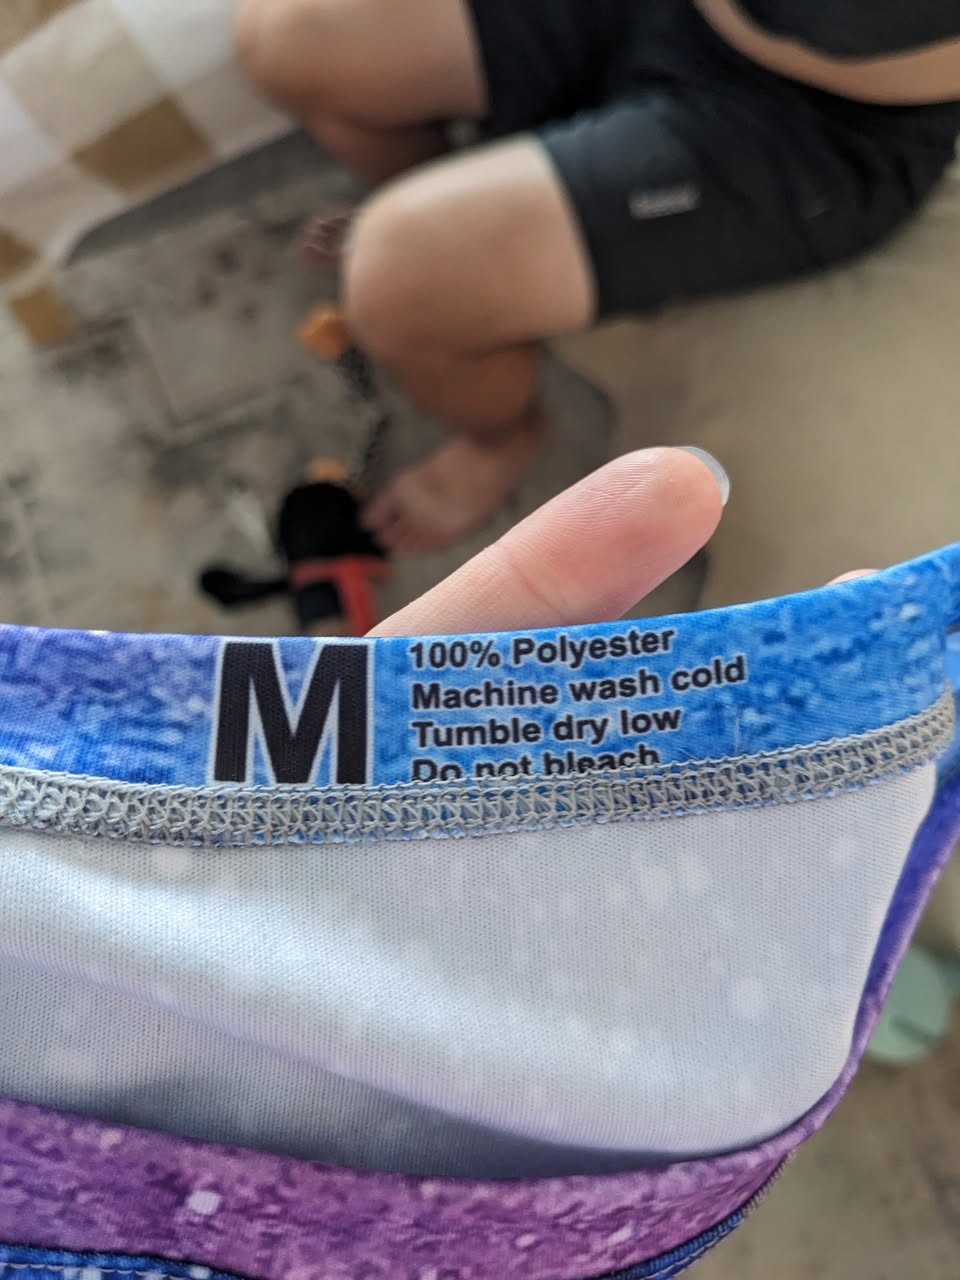 M
100% Polyester
Machine wash cold
Tumble dry low
Do not bleach